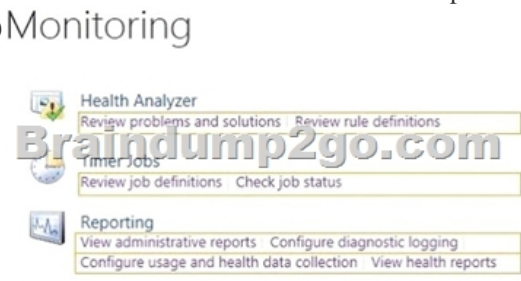 Monitoring
Health Analyzer
Review problems and solutions Review rule definitions
Braindump2go.com
Timer Jobs
Review job definitions Check job status
Reporting
View administrative reports Configure diagnostic logging
Configure usage and health data collection View health reports